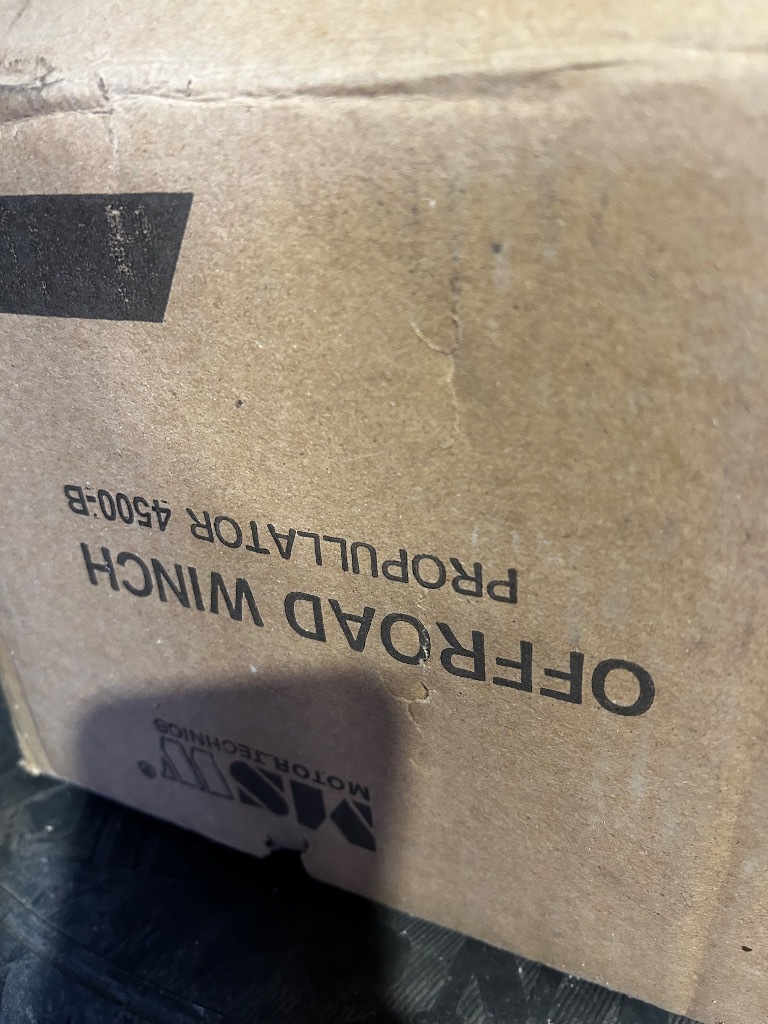 MSW®
MOTOR TECHNICS
OFFROAD WINCH
PROPULLATOR 4500-B